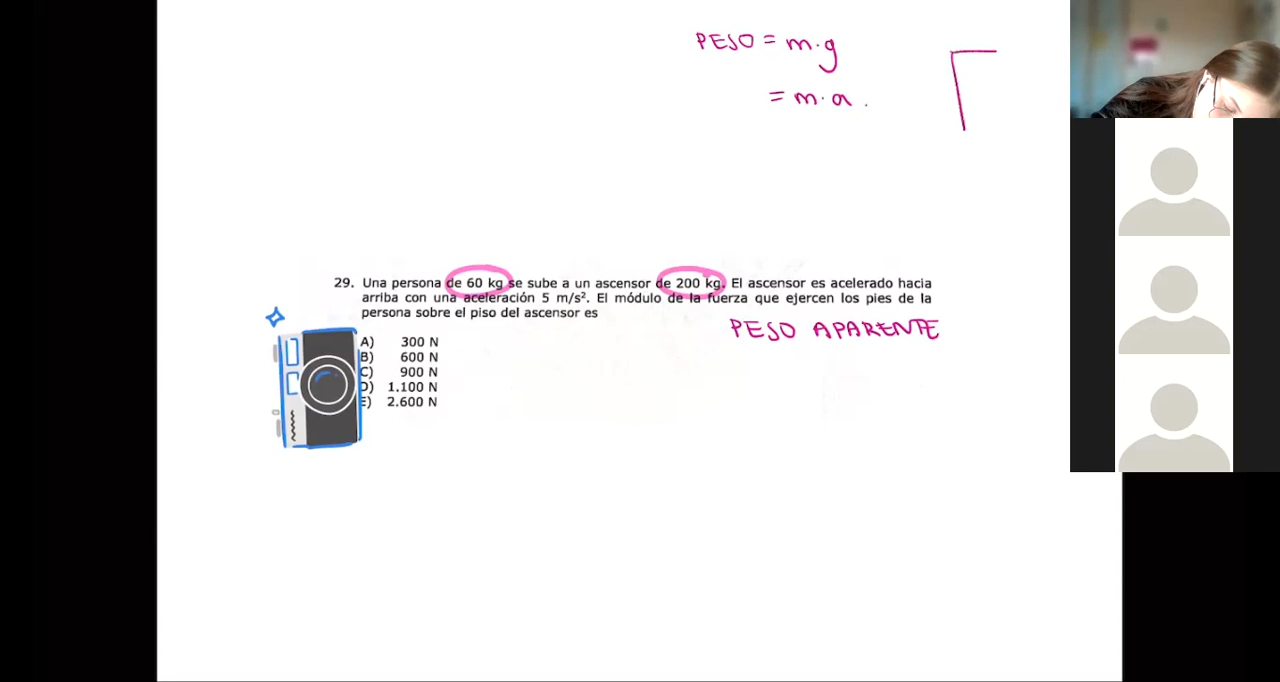 PESO = m·g
= m·a.
29. Una persona de 60 kg se sube a un ascensor de 200 kg. El ascensor es acelerado hacia
arriba con una aceleración 5 m/s². El módulo de la fuerza que ejercen los pies de la
persona sobre el piso del ascensor es
PESO APARENTE
A) 300 N
B) 600 N
C) 900 N
D) 1.100 N
E) 2.600 N